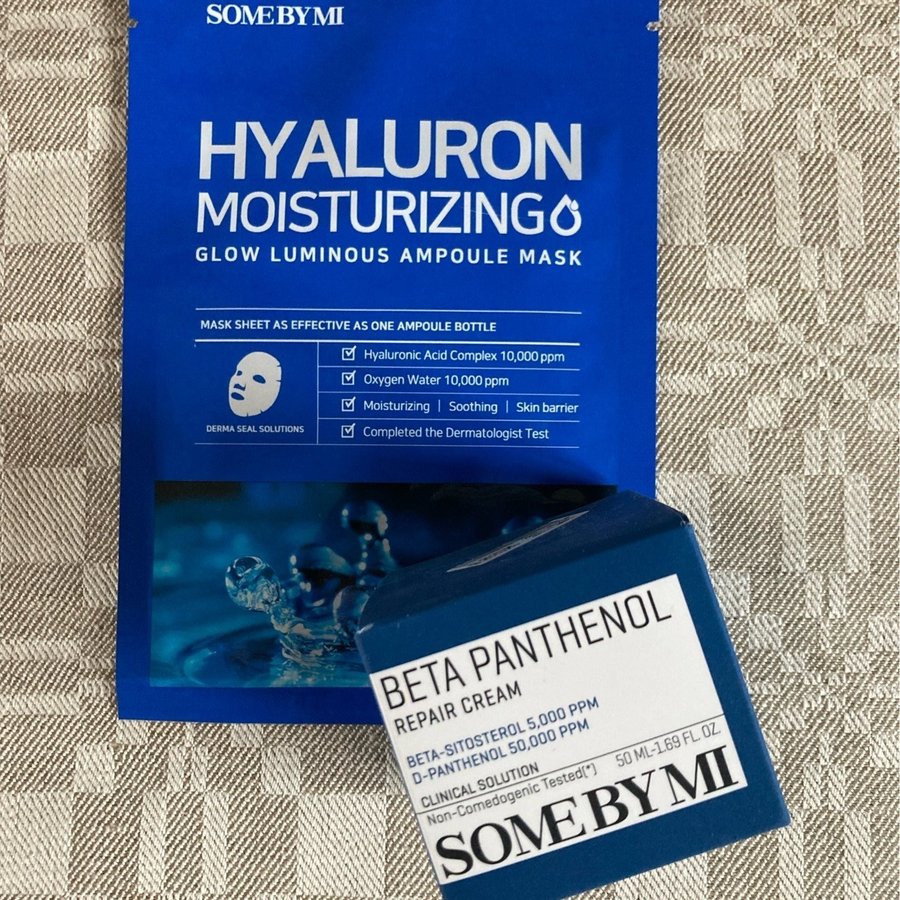 SOME BY MI
HYALURON
MOISTURIZING
GLOW LUMINOUS AMPOULE MASK
MASK SHEET AS EFFECTIVE AS ONE AMPOULE BOTTLE
DERMA SEAL SOLUTIONS
Hyaluronic Acid Complex 10,000 ppm
Oxygen Water 10,000 ppm
Moisturizing | Soothing | Skin barrier
Completed the Dermatologist Test
BETA PANTHENOL
REPAIR CREAM
BETA-SITOSTEROL 5,000 PPM
D-PANTHENOL 50,000 PPM
CLINICAL SOLUTION
Non-Comedogenic Tested(*) 50 ML-1.69 FL. OZ.
SOME BY MI